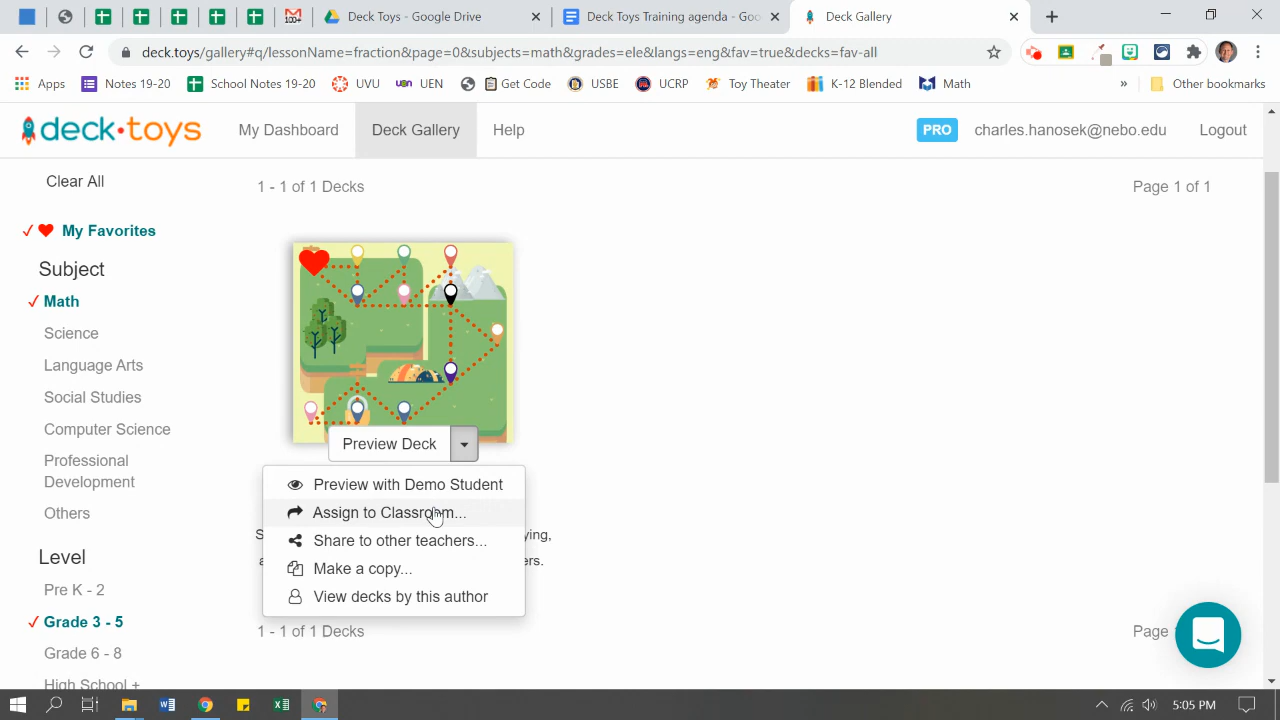 100+
Deck Toys - Google Drive
Deck Toys Training agenda - Goo
Deck Gallery
deck.toys/gallery#q/lessonName=fraction&page=0&subjects=math&grades=ele&langs=eng&fav=true&decks=fav-all
Apps
Notes 19-20
School Notes 19-20
UVU
UEN
Get Code
USBE
UCRP
Toy Theater
K-12 Blended
Math
»
Other bookmarks
deck•toys
My Dashboard
Deck Gallery
Help
PRO
charles.hanosek@nebo.edu
Logout
Clear All
1 - 1 of 1 Decks
Page 1 of 1
My Favorites
Subject
Math
Science
Language Arts
Social Studies
Computer Science
Professional
Development
Others
Level
Pre K - 2
Grade 3 - 5
Grade 6 - 8
High School +
Preview Deck
Preview with Demo Student
Assign to Classroom...
Share to other teachers...
Make a copy...
View decks by this author
1 - 1 of 1 Decks
Page
5:05 PM